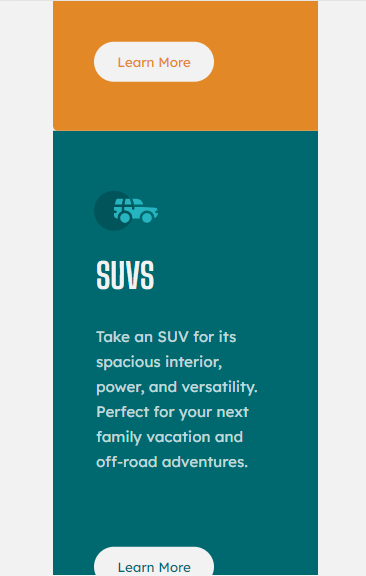 Learn More
SUVS
Take an SUV for its
spacious interior,
power, and versatility.
Perfect for your next
family vacation and
off-road adventures.
Learn More